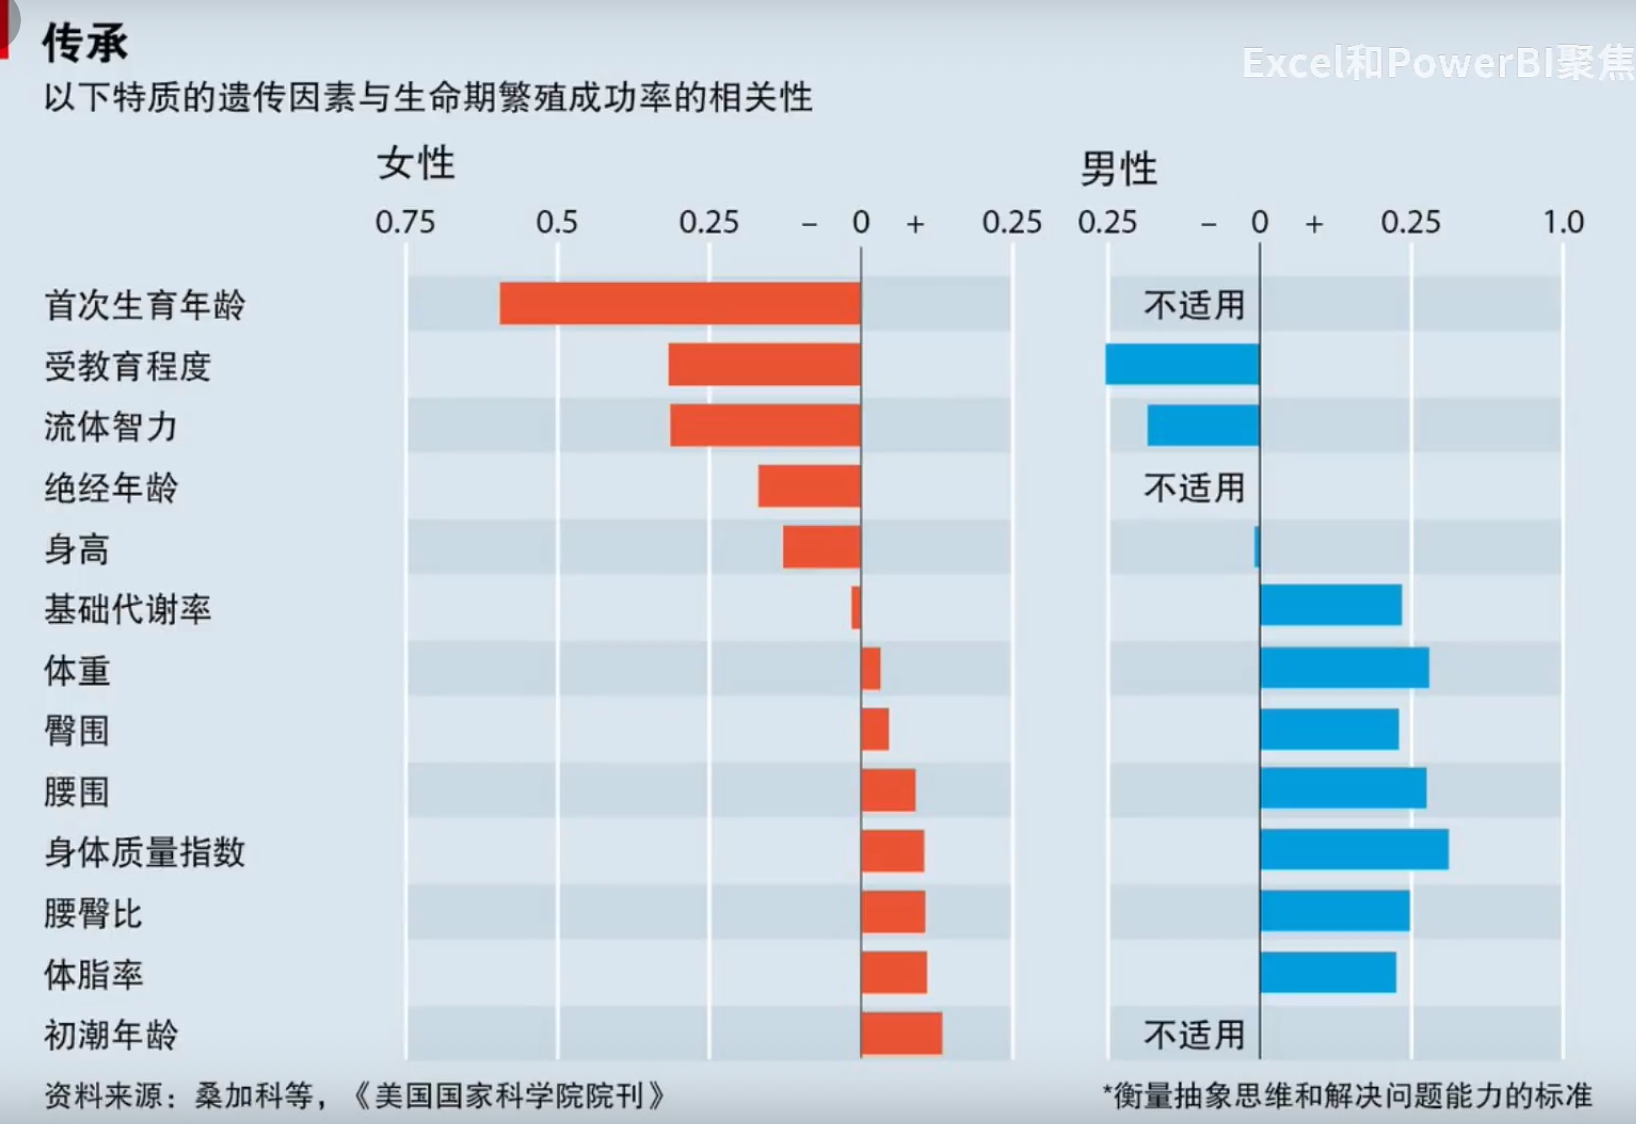 传承
Excel和PowerBI聚焦
以下特质的遗传因素与生命期繁殖成功率的相关性
女性
男性
0.75 0.5 0.25 – 0 + 0.25 0.25 – 0 + 0.25 1.0
首次生育年龄 不适用
受教育程度
流体智力
绝经年龄 不适用
身高
基础代谢率
体重
臀围
腰围
身体质量指数
腰臀比
体脂率
初潮年龄 不适用
资料来源：桑加科等，《美国国家科学院院刊》 *衡量抽象思维和解决问题能力的标准